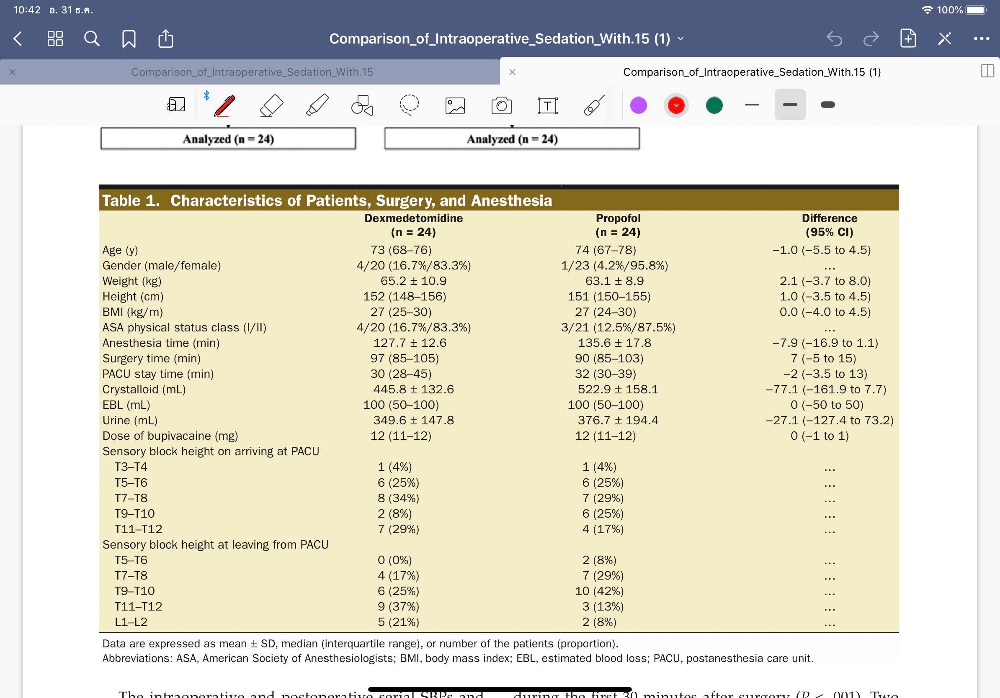 10:42 อ. 31 ธ.ค.
100%
Comparison_of_Intraoperative_Sedation_With.15 (1)
Comparison_of_Intraoperative_Sedation_With.15
Comparison_of_Intraoperative_Sedation_With.15 (1)
Analyzed (n = 24) Analyzed (n = 24)
Table 1. Characteristics of Patients, Surgery, and Anesthesia
Dexmedetomidine Propofol Difference
(n = 24) (n = 24) (95% CI)
Age (y) 73 (68–76) 74 (67–78) –1.0 (–5.5 to 4.5)
Gender (male/female) 4/20 (16.7%/83.3%) 1/23 (4.2%/95.8%) ...
Weight (kg) 65.2 ± 10.9 63.1 ± 8.9 2.1 (–3.7 to 8.0)
Height (cm) 152 (148–156) 151 (150–155) 1.0 (–3.5 to 4.5)
BMI (kg/m) 27 (25–30) 27 (24–30) 0.0 (–4.0 to 4.5)
ASA physical status class (I/II) 4/20 (16.7%/83.3%) 3/21 (12.5%/87.5%) ...
Anesthesia time (min) 127.7 ± 12.6 135.6 ± 17.8 –7.9 (–16.9 to 1.1)
Surgery time (min) 97 (85–105) 90 (85–103) 7 (–5 to 15)
PACU stay time (min) 30 (28–45) 32 (30–39) –2 (–3.5 to 13)
Crystalloid (mL) 445.8 ± 132.6 522.9 ± 158.1 –77.1 (–161.9 to 7.7)
EBL (mL) 100 (50–100) 100 (50–100) 0 (–50 to 50)
Urine (mL) 349.6 ± 147.8 376.7 ± 194.4 –27.1 (–127.4 to 73.2)
Dose of bupivacaine (mg) 12 (11–12) 12 (11–12) 0 (–1 to 1)
Sensory block height on arriving at PACU
T3–T4 1 (4%) 1 (4%) ...
T5–T6 6 (25%) 6 (25%) ...
T7–T8 8 (34%) 7 (29%) ...
T9–T10 2 (8%) 6 (25%) ...
T11–T12 7 (29%) 4 (17%) ...
Sensory block height at leaving from PACU
T5–T6 0 (0%) 2 (8%) ...
T7–T8 4 (17%) 7 (29%) ...
T9–T10 6 (25%) 10 (42%) ...
T11–T12 9 (37%) 3 (13%) ...
L1–L2 5 (21%) 2 (8%) ...
Data are expressed as mean ± SD, median (interquartile range), or number of the patients (proportion).
Abbreviations: ASA, American Society of Anesthesiologists; BMI, body mass index; EBL, estimated blood loss; PACU, postanesthesia care unit.
The intraoperative and postoperative serial SBPs and
during the first 30 minutes after surgery (P < .001). Two